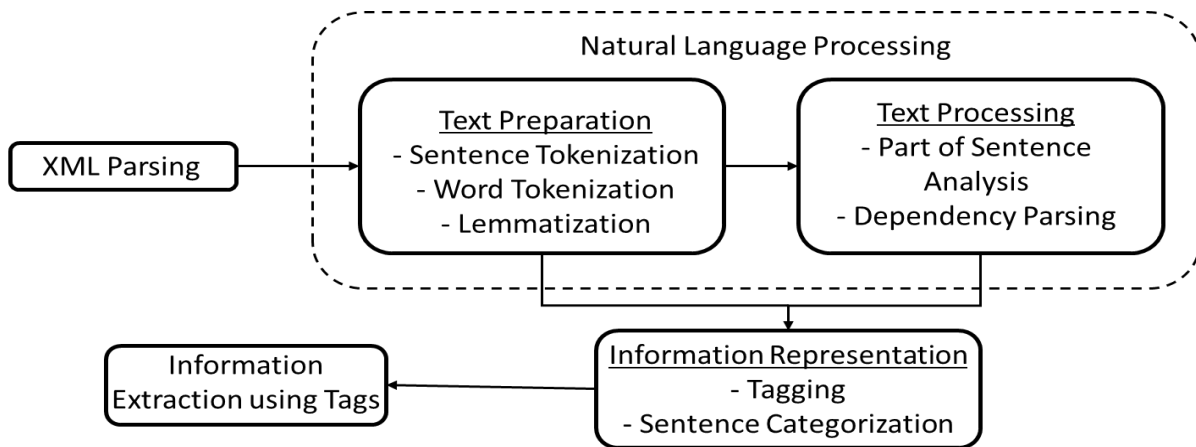 Natural Language Processing
XML Parsing
Text Preparation
- Sentence Tokenization
- Word Tokenization
- Lemmatization
Text Processing
- Part of Sentence
Analysis
- Dependency Parsing
Information Representation
- Tagging
- Sentence Categorization
Information
Extraction using Tags